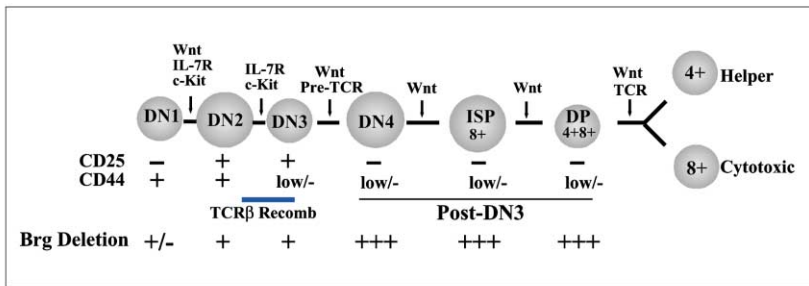 Wnt
IL-7R
c-Kit
IL-7R
c-Kit
Wnt
Pre-TCR
Wnt
Wnt
Wnt
TCR
DN1
DN2
DN3
DN4
ISP
8+
DP
4+8+
4+ Helper
8+ Cytotoxic
CD25 – + + – – –
CD44 + + low/- low/- low/- low/-
TCRβ Recomb
Post-DN3
Brg Deletion +/- + + +++ +++ +++